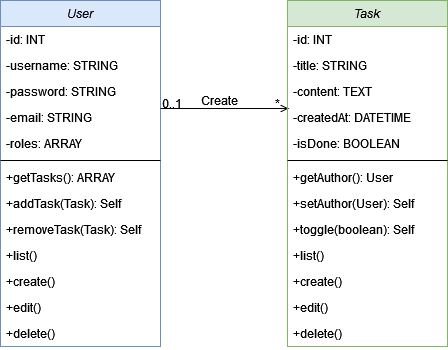 User
-id: INT
-username: STRING
-password: STRING
-email: STRING
-roles: ARRAY
+getTasks(): ARRAY
+addTask(Task): Self
+removeTask(Task): Self
+list()
+create()
+edit()
+delete()
0..1 Create *
Task
-id: INT
-title: STRING
-content: TEXT
-createdAt: DATETIME
-isDone: BOOLEAN
+getAuthor(): User
+setAuthor(User): Self
+toggle(boolean): Self
+list()
+create()
+edit()
+delete()